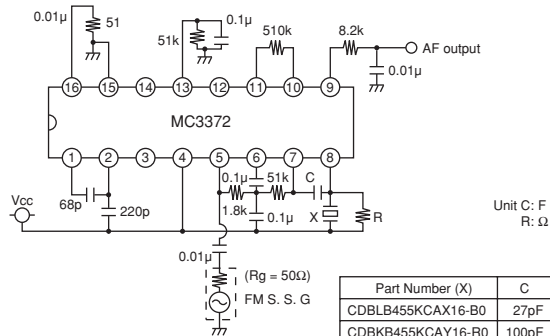 0.01µ
51
0.1µ
51k
510k
8.2k
AF output
0.01µ
16 15 14 13 12 11 10 9
MC3372
1 2 3 4 5 6 7 8
Vcc
68p
220p
0.1µ
51k
C
1.8k
0.1µ
X
R
Unit C: F
R: Ω
0.01µ
(Rg = 50Ω)
FM S. S. G
Part Number (X) C
CDBLB455KCAX16-B0 27pF
CDBKB455KCAY16-R0 100pF